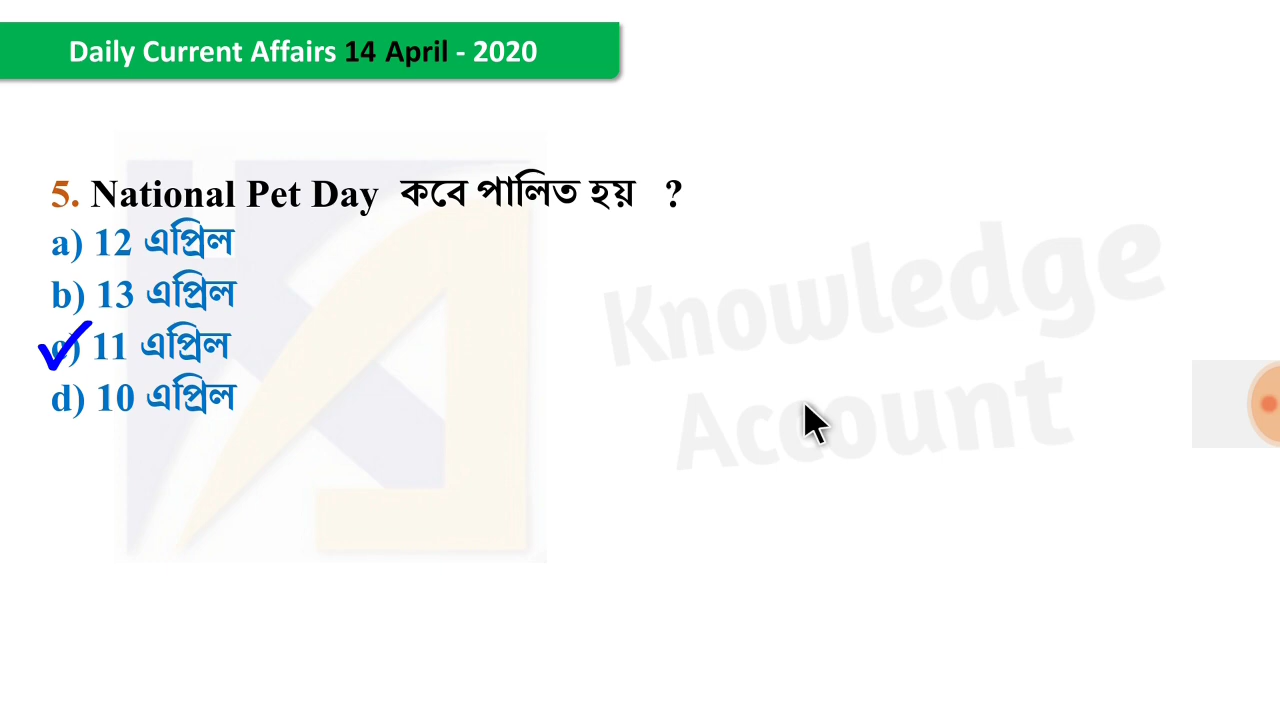 Daily Current Affairs 14 April - 2020
5. National Pet Day কবে পালিত হয় ?
a) 12 এপ্রিল
b) 13 এপ্রিল
c) 11 এপ্রিল
d) 10 এপ্রিল
Knowledge
Account